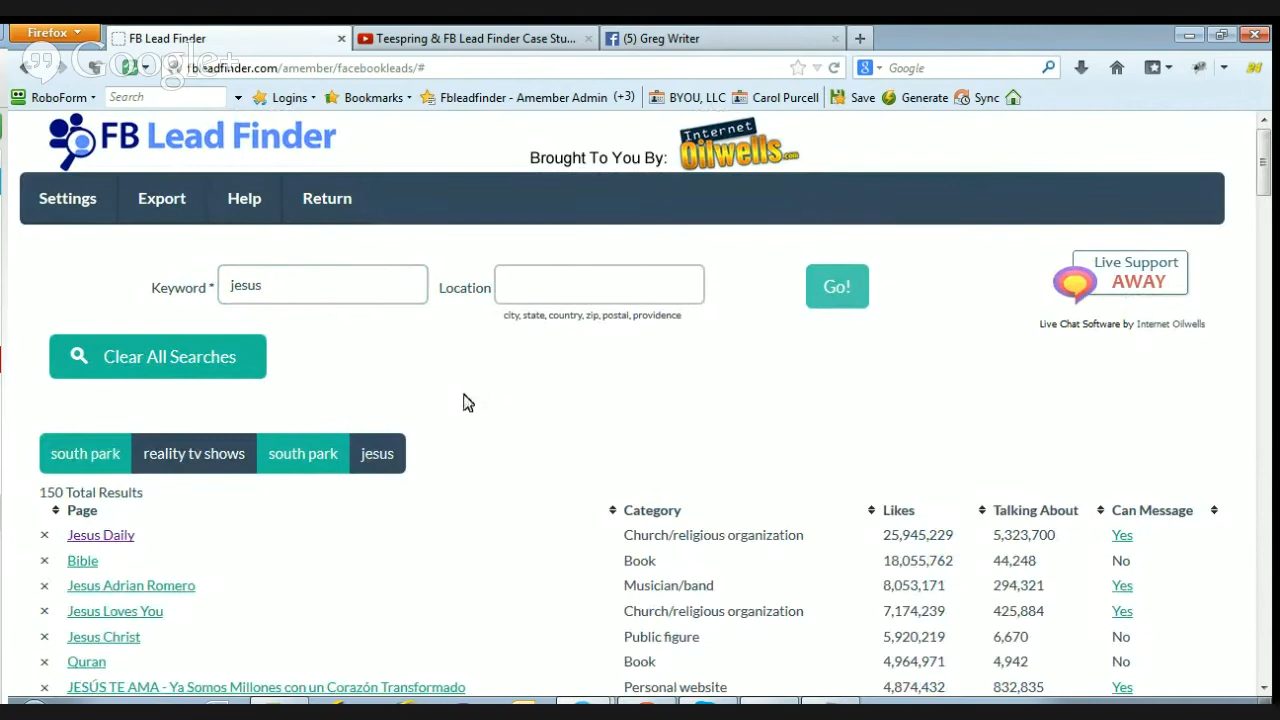 Firefox
FB Lead Finder
Teespring & FB Lead Finder Case Stu...
(5) Greg Writer
Google+
fbleadfinder.com/amember/facebookleads/#
Google
RoboForm
Search
Logins
Bookmarks
Fbleadfinder - Amember Admin
(+3)
BYOU, LLC
Carol Purcell
Save
Generate
Sync
FB Lead Finder
Brought To You By:
Internet
Oilwells.com
Settings
Export
Help
Return
Keyword *
jesus
Location
Go!
city, state, country, zip, postal, providence
Live Support
AWAY
Live Chat Software by Internet Oilwells
Clear All Searches
south park
reality tv shows
south park
jesus
150 Total Results
Page Category Likes Talking About Can Message
Jesus Daily Church/religious organization 25,945,229 5,323,700 Yes
Bible Book 18,055,762 44,248 No
Jesus Adrian Romero Musician/band 8,053,171 294,321 Yes
Jesus Loves You Church/religious organization 7,174,239 425,884 Yes
Jesus Christ Public figure 5,920,219 6,670 No
Quran Book 4,964,971 4,942 No
JESÚS TE AMA - Ya Somos Millones con un Corazón Transformado Personal website 4,874,432 832,835 Yes